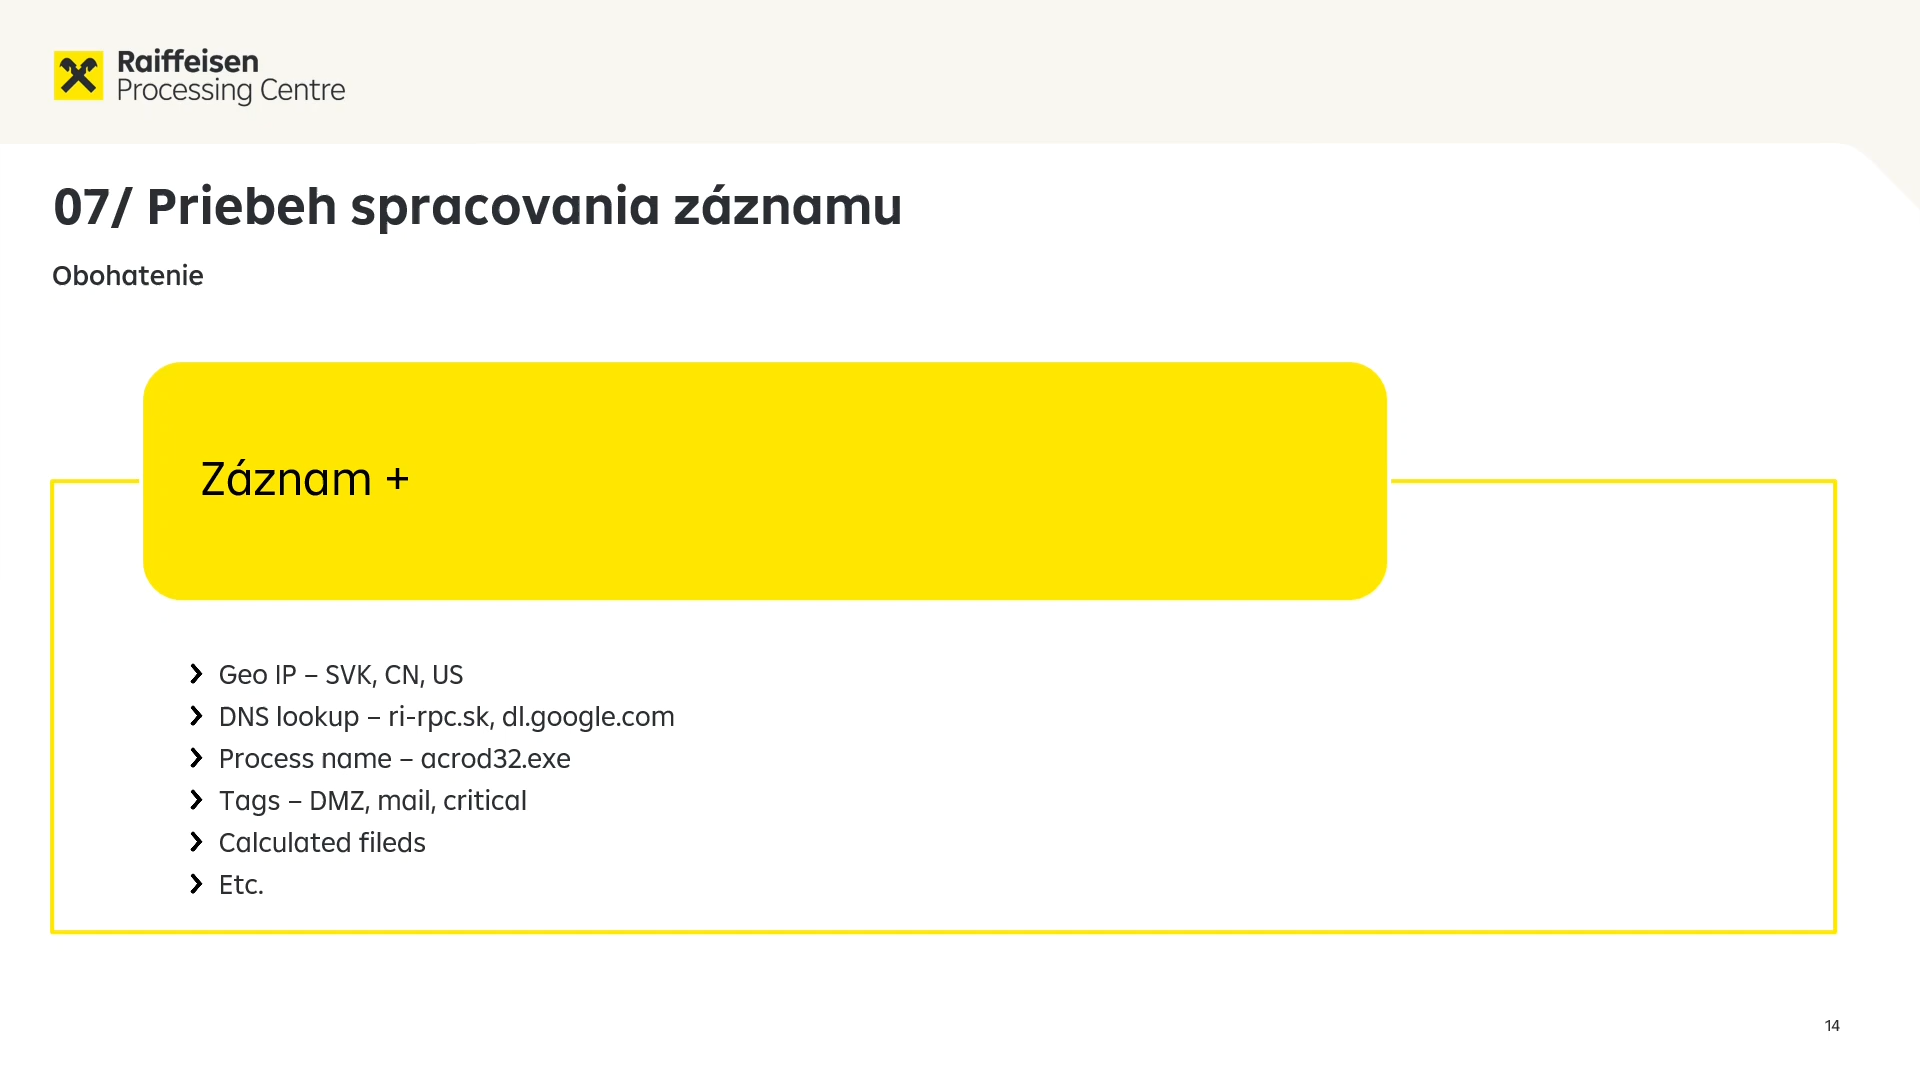 Raiffeisen
Processing Centre
07/ Priebeh spracovania záznamu
Obohatenie
Záznam +
Geo IP – SVK, CN, US
DNS lookup – ri-rpc.sk, dl.google.com
Process name – acrod32.exe
Tags – DMZ, mail, critical
Calculated fileds
Etc.
14